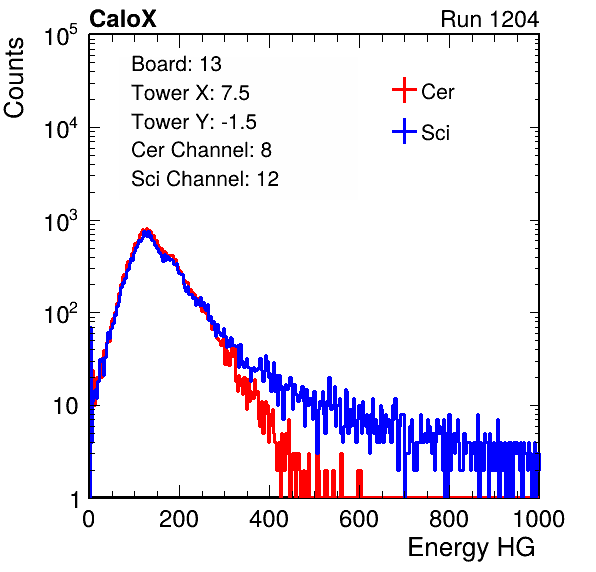 CaloX Run 1204
Counts
Board: 13
Tower X: 7.5
Tower Y: -1.5
Cer Channel: 8
Sci Channel: 12
Cer
Sci
10^5
10^4
10^3
10^2
10
1
0 200 400 600 800 1000
Energy HG